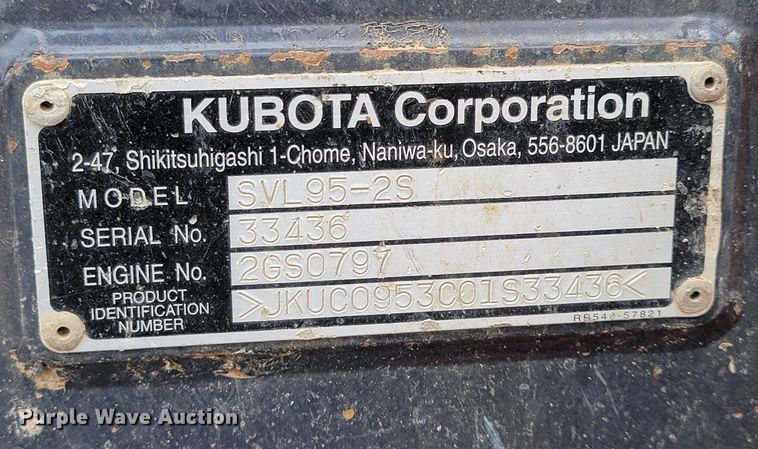 KUBOTA Corporation
2-47, Shikitsuhigashi 1-Chome, Naniwa-ku, Osaka, 556-8601 JAPAN
MODEL SVL95-2S
SERIAL No. 33436
ENGINE No. 2GS0797
PRODUCT
IDENTIFICATION
NUMBER >JKUC0953C01S33436<
RB548-57821
Purple Wave Auction